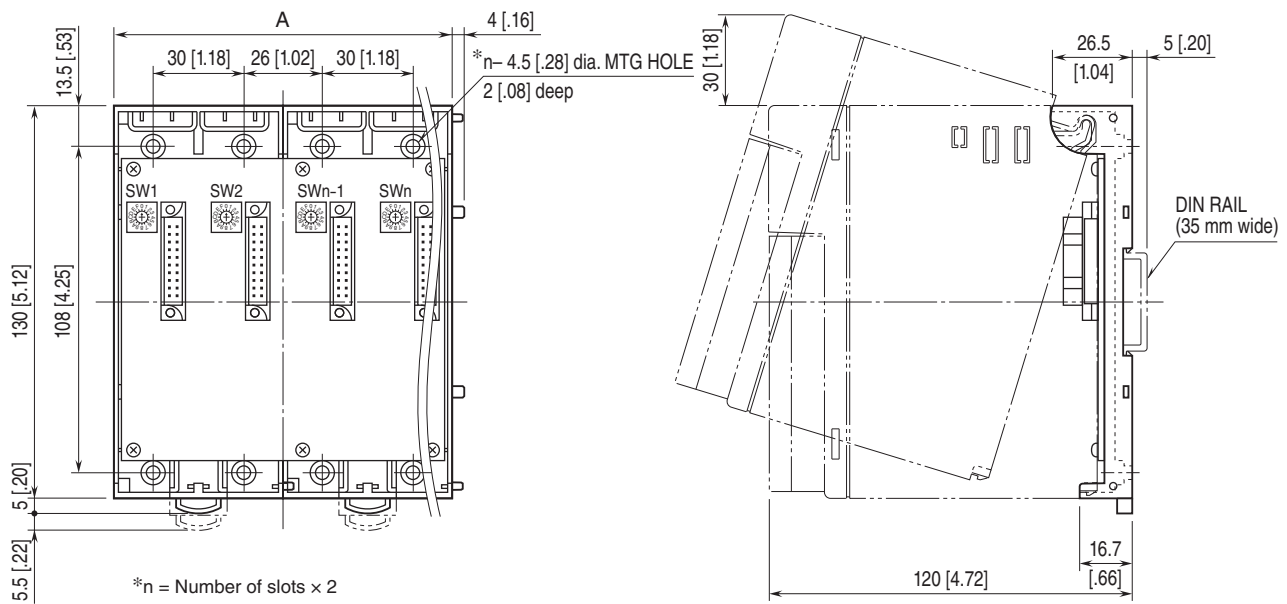 A
4 [.16]
30 [1.18]
26 [1.02]
30 [1.18]
*n– 4.5 [.28] dia. MTG HOLE
2 [.08] deep
13.5 [.53]
130 [5.12]
108 [4.25]
5 [.20]
5.5 [.22]
SW1
SW2
SWn-1
SWn
*n = Number of slots × 2
30 [1.18]
26.5
[1.04]
5 [.20]
DIN RAIL
(35 mm wide)
16.7
[.66]
120 [4.72]